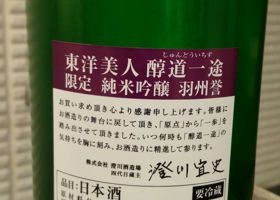 じゅんどういちず
東洋美人 醇道一途
限定 純米吟醸 羽州誉
お買い求め頂き心より感謝申し上げます。皆様に
お酒造りの舞台に戻して頂き、「原点」から「一歩」を
踏み出させて頂きました。いつ何時も「醇道一途」の
気持ちを胸に刻み、お酒造りに精進して参ります。
株式会社 澄川酒造場
四代目蔵主 澄川宜史
品目:日本酒
要冷蔵